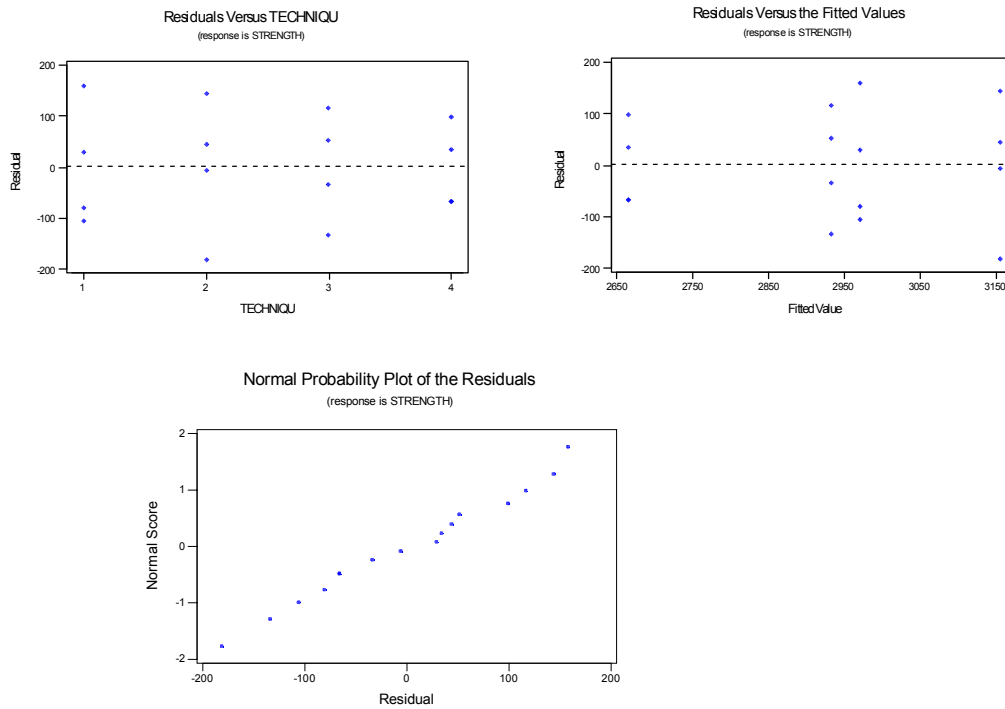 Residuals Versus TECHNIQU
(response is STRENGTH)
200
100
0
-100
-200
Residual
1 2 3 4
TECHNIQU
Residuals Versus the Fitted Values
(response is STRENGTH)
200
100
0
-100
-200
Residual
2650 2750 2850 2950 3050 3150
Fitted Value
Normal Probability Plot of the Residuals
(response is STRENGTH)
2
1
0
-1
-2
Normal Score
-200 -100 0 100 200
Residual